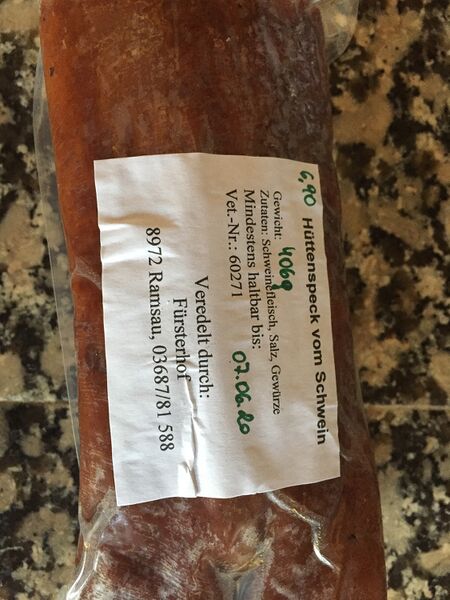 6,90 Hüttenspeck vom Schwein
Gewicht: 406g
Zutaten: Schweinefleisch, Salz, Gewürze
Mindestens haltbar bis: 07.06.20
Vet.-Nr.: 60271
Veredelt durch:
Fürsterhof
8972 Ramsau, 03687/81 588